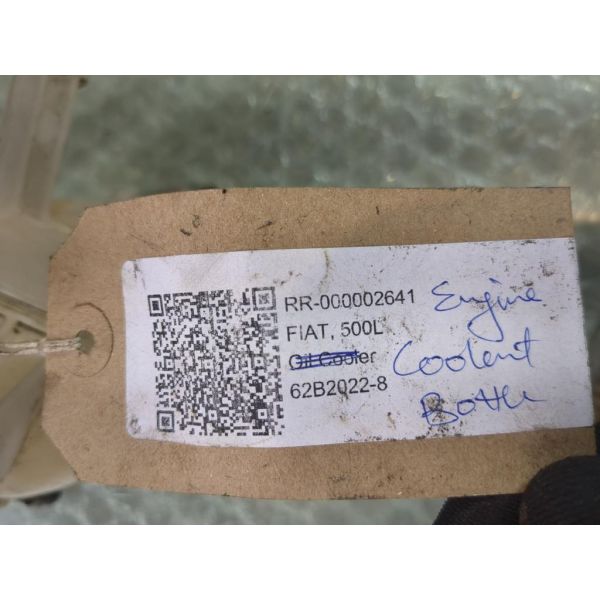 RR-000002641
FIAT, 500L
Oil Cooler
62B2022-8
Engine
Coolent
Bottle